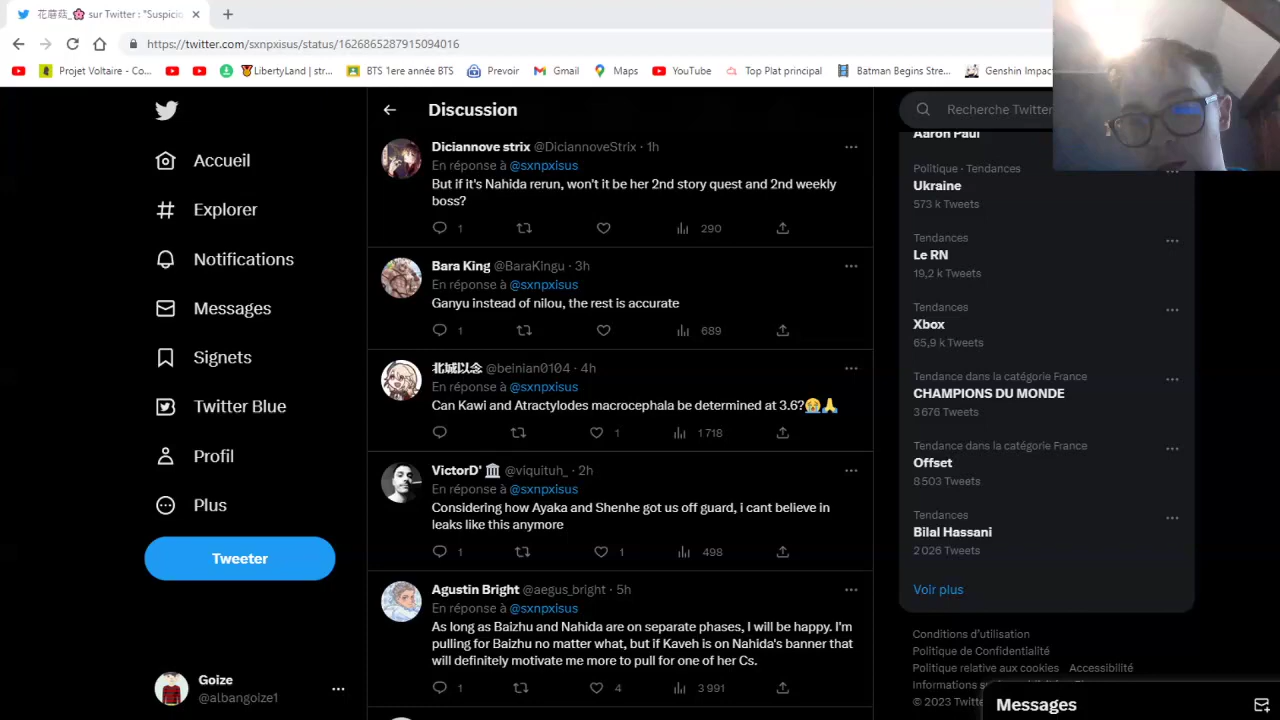 花蘑菇_🌸 sur Twitter : "Suspicio
https://twitter.com/sxnpxisus/status/1626865287915094016
Projet Voltaire - Co...
LibertyLand | str...
BTS 1ere année BTS
Prevoir
Gmail
Maps
YouTube
Top Plat principal
Batman Begins Stre...
Genshin Impac
Accueil
Explorer
Notifications
Messages
Signets
Twitter Blue
Profil
Plus
Tweeter
Goize
@albangoize1
Discussion
Diciannove strix @DiciannoveStrix · 1h
En réponse à @sxnpxisus
But if it's Nahida rerun, won't it be her 2nd story quest and 2nd weekly
boss?
1 290
Bara King @BaraKingu · 3h
En réponse à @sxnpxisus
Ganyu instead of nilou, the rest is accurate
1 689
北城以念 @beinian0104 · 4h
En réponse à @sxnpxisus
Can Kawi and Atractylodes macrocephala be determined at 3.6?😭🙏
1 1 718
VictorD' 🏛 @viquituh_ · 2h
En réponse à @sxnpxisus
Considering how Ayaka and Shenhe got us off guard, i cant believe in
leaks like this anymore
1 1 498
Agustin Bright @aegus_bright · 5h
En réponse à @sxnpxisus
As long as Baizhu and Nahida are on separate phases, I will be happy. I'm
pulling for Baizhu no matter what, but if Kaveh is on Nahida's banner that
will definitely motivate me more to pull for one of her Cs.
1 4 3 991
Recherche Twitter
Aaron Paul
Politique · Tendances
Ukraine
573 k Tweets
Tendances
Le RN
19,2 k Tweets
Tendances
Xbox
65,9 k Tweets
Tendance dans la catégorie France
CHAMPIONS DU MONDE
3 676 Tweets
Tendance dans la catégorie France
Offset
8 503 Tweets
Tendances
Bilal Hassani
2 026 Tweets
Voir plus
Conditions d'utilisation
Politique de Confidentialité
Politique relative aux cookies Accessibilité
© 2023 Twitte
Messages